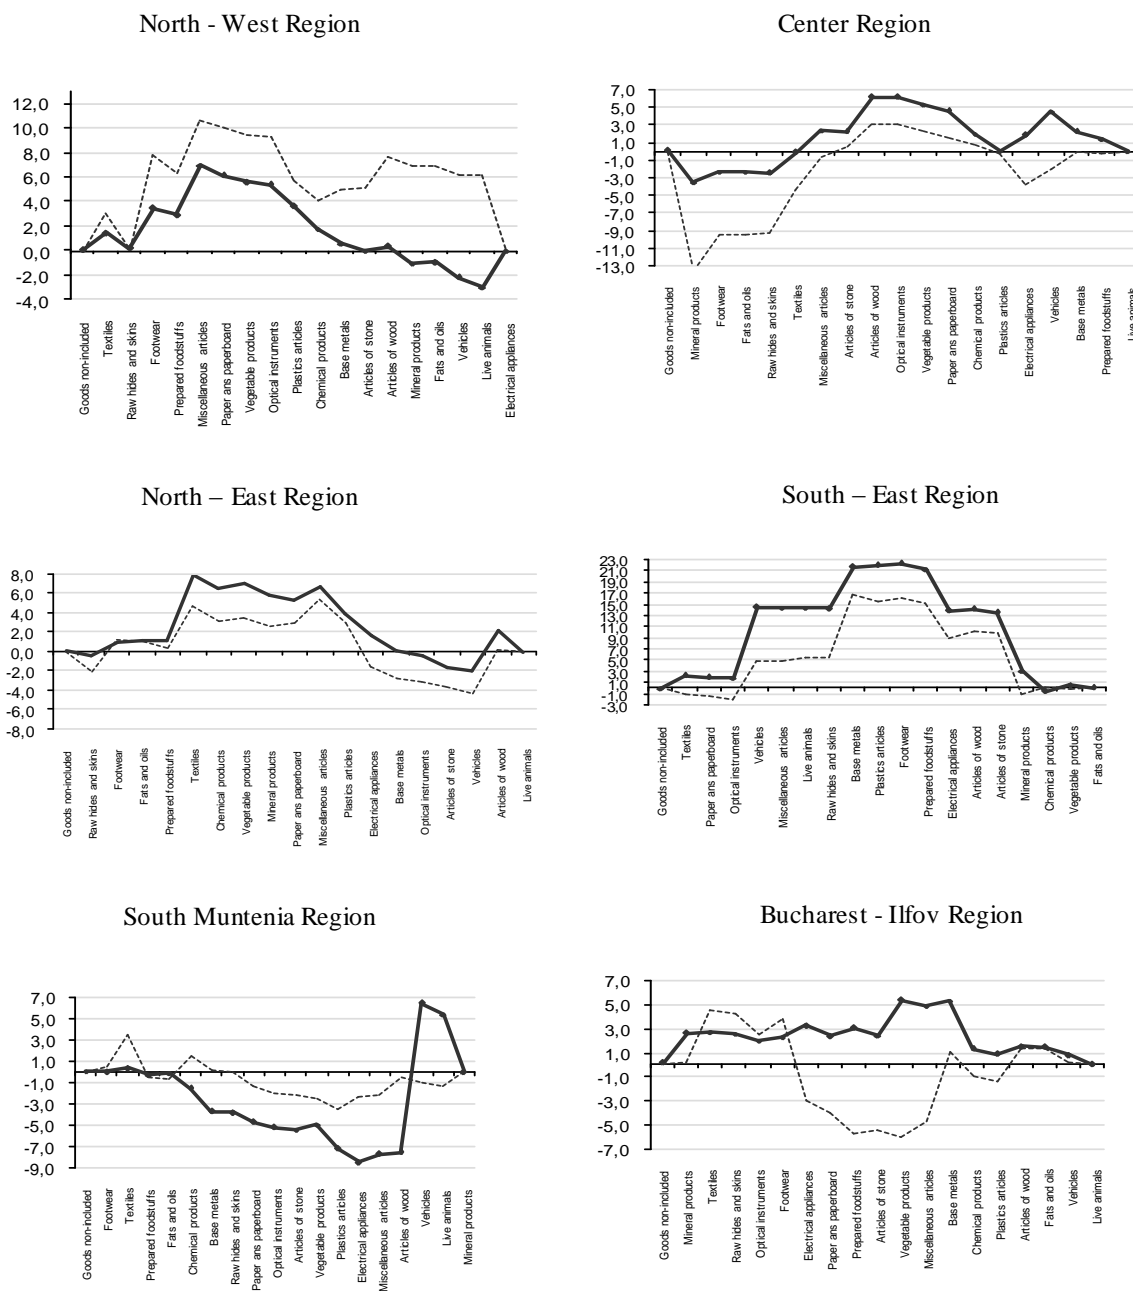 North - West Region
12,0
10,0
8,0
6,0
4,0
2,0
0,0
-2,0
-4,0
Goods non-included
Textiles
Raw hides and skins
Footwear
Prepared foodstuffs
Miscellaneous articles
Paper ans paperboard
Vegetable products
Optical instruments
Plastics articles
Chemical products
Base metals
Articles of stone
Articles of wood
Mineral products
Fats and oils
Vehicles
Live animals
Electrical appliances
Center Region
7,0
5,0
3,0
1,0
-1,0
-3,0
-5,0
-7,0
-9,0
-11,0
-13,0
Goods non-included
Mineral products
Footwear
Fats and oils
Raw hides and skins
Textiles
Miscellaneous articles
Articles of stone
Articles of wood
Optical instruments
Vegetable products
Paper ans paperboard
Chemical products
Plastics articles
Electrical appliances
Vehicles
Base metals
Prepared foodstuffs
Live animals
North – East Region
8,0
6,0
4,0
2,0
0,0
-2,0
-4,0
-6,0
-8,0
Goods non-included
Raw hides and skins
Footwear
Fats and oils
Prepared foodstuffs
Textiles
Chemical products
Vegetable products
Mineral products
Paper ans paperboard
Miscellaneous articles
Plastics articles
Electrical appliances
Base metals
Optical instruments
Articles of stone
Vehicles
Articles of wood
Live animals
South – East Region
23,0
21,0
19,0
17,0
15,0
13,0
11,0
9,0
7,0
5,0
3,0
1,0
-1,0
-3,0
Goods non-included
Textiles
Paper ans paperboard
Optical instruments
Vehicles
Miscellaneous articles
Live animals
Raw hides and skins
Base metals
Plastics articles
Footwear
Prepared foodstuffs
Electrical appliances
Articles of wood
Articles of stone
Mineral products
Chemical products
Vegetable products
Fats and oils
South Muntenia Region
7,0
5,0
3,0
1,0
-1,0
-3,0
-5,0
-7,0
-9,0
Goods non-included
Footwear
Textiles
Prepared foodstuffs
Fats and oils
Chemical products
Base metals
Raw hides and skins
Paper ans paperboard
Optical instruments
Articles of stone
Vegetable products
Plastics articles
Electrical appliances
Miscellaneous articles
Articles of wood
Vehicles
Live animals
Mineral products
Bucharest - Ilfov Region
7,0
5,0
3,0
1,0
-1,0
-3,0
-5,0
-7,0
Goods non-included
Mineral products
Textiles
Raw hides and skins
Optical instruments
Footwear
Electrical appliances
Paper ans paperboard
Prepared foodstuffs
Articles of stone
Vegetable products
Miscellaneous articles
Base metals
Chemical products
Plastics articles
Articles of wood
Fats and oils
Vehicles
Live animals